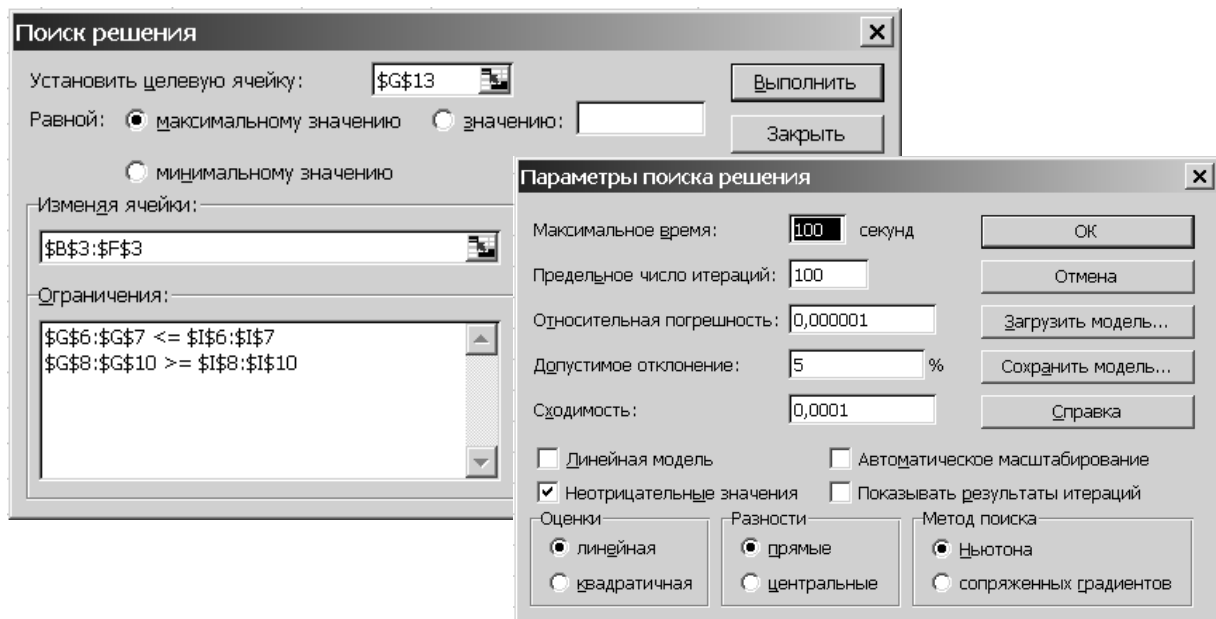 Поиск решения
Установить целевую ячейку: $G$13
Выполнить
Равной: максимальному значению значению:
Закрыть
минимальному значению
Изменяя ячейки:
$B$3:$F$3
Ограничения:
$G$6:$G$7 <= $I$6:$I$7
$G$8:$G$10 >= $I$8:$I$10
Параметры поиска решения
Максимальное время: 100 секунд
ОК
Предельное число итераций: 100
Отмена
Относительная погрешность: 0,000001
Загрузить модель...
Допустимое отклонение: 5 %
Сохранить модель...
Сходимость: 0,0001
Справка
Линейная модель
Автоматическое масштабирование
Неотрицательные значения
Показывать результаты итераций
Оценки
линейная
квадратичная
Разности
прямые
центральные
Метод поиска
Ньютона
сопряженных градиентов